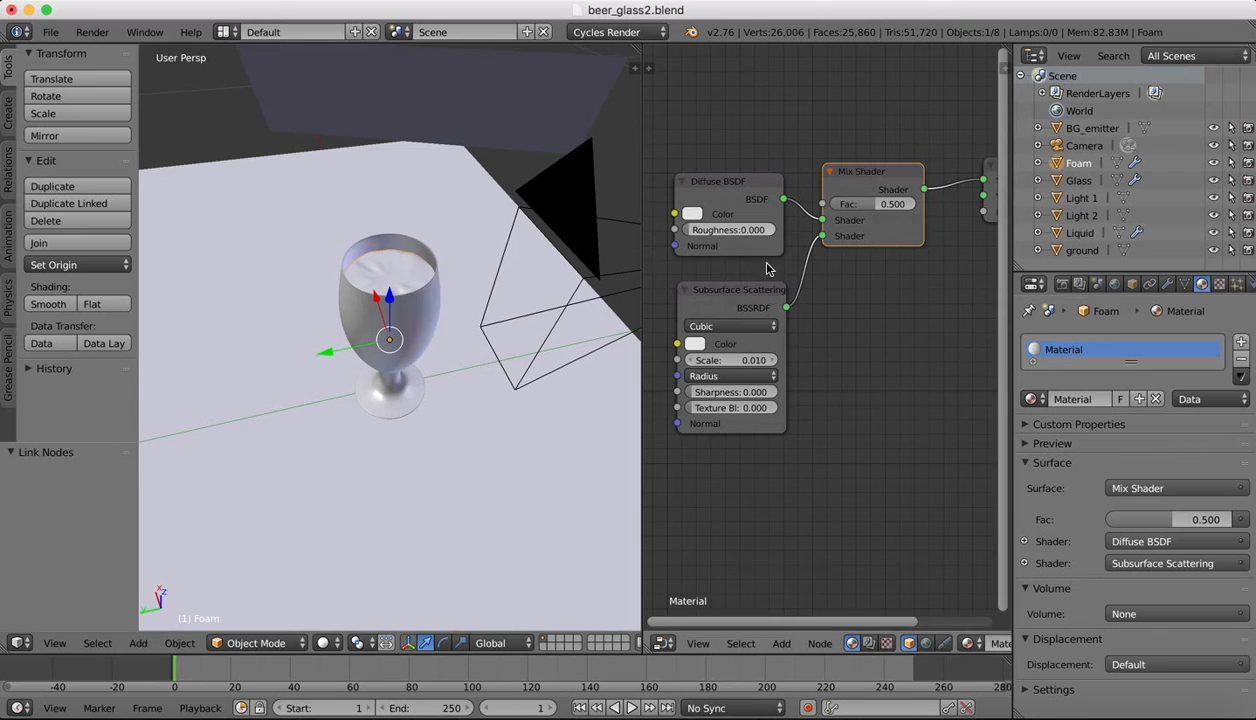 beer_glass2.blend
File Render Window Help Default Scene Cycles Render v2.76 | Verts:26,006 | Faces:25,860 | Tris:51,720 | Objects:1/8 | Lamps:0/0 | Mem:82.83M | Foam
Tools
Create
Relations
Animation
Physics
Grease Pencil
Transform
Translate
Rotate
Scale
Mirror
Edit
Duplicate
Duplicate Linked
Delete
Join
Set Origin
Shading:
Smooth Flat
Data Transfer:
Data Data Lay
History
Link Nodes
User Persp
(1) Foam
View Select Add Object Object Mode Global
Diffuse BSDF
BSDF
Color
Roughness:0.000
Normal
Subsurface Scattering
BSSRDF
Cubic
Color
Scale: 0.010
Radius
Sharpness: 0.000
Texture Bl: 0.000
Normal
Mix Shader
Shader
Fac: 0.500
Shader
Shader
Material
View Select Add Node Mate
View Search All Scenes
Scene
RenderLayers
World
BG_emitter
Camera
Foam
Glass
Light 1
Light 2
Liquid
ground
Foam Material
Material
Material F Data
Custom Properties
Preview
Surface
Surface: Mix Shader
Fac: 0.500
Shader: Diffuse BSDF
Shader: Subsurface Scattering
Volume
Volume: None
Displacement
Displacement: Default
Settings
-40 -20 0 20 40 60 80 100 120 140 160 180 200 220 240 260 280
View Marker Frame Playback Start: 1 End: 250 1 No Sync